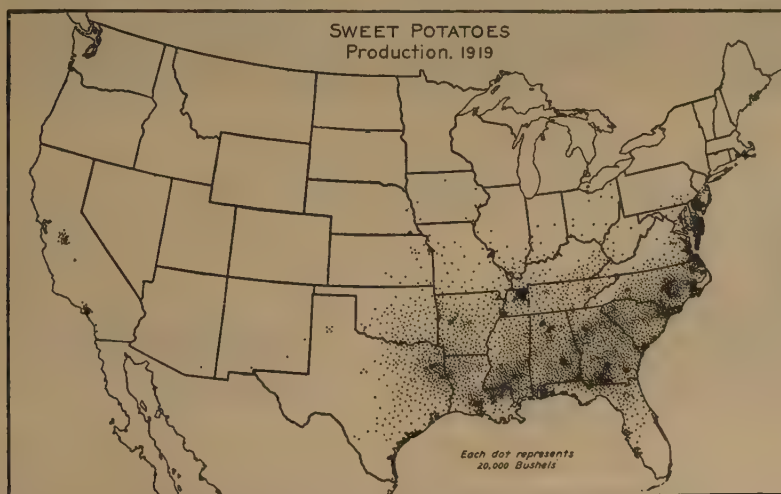 SWEET POTATOES
Production, 1919
Each dot represents
20,000 Bushels